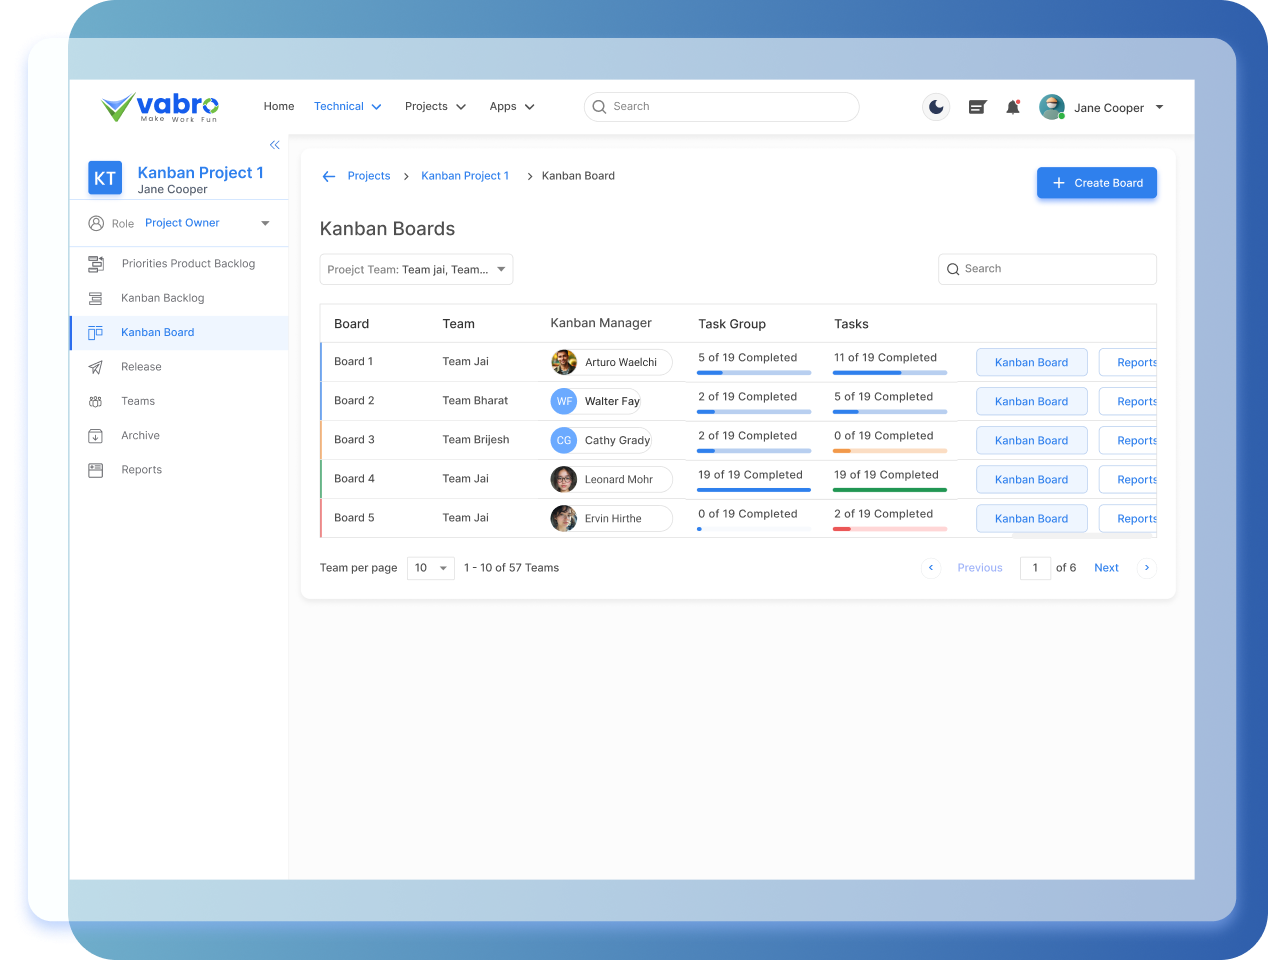 vabro
Make Work Fun
Home Technical Projects Apps Search Jane Cooper
KT Kanban Project 1
Jane Cooper
Role Project Owner
Priorities Product Backlog
Kanban Backlog
Kanban Board
Release
Teams
Archive
Reports
Projects Kanban Project 1 Kanban Board
Create Board
Kanban Boards
Proejct Team: Team jai, Team... Search
Board Team Kanban Manager Task Group Tasks
Board 1 Team Jai Arturo Waelchi 5 of 19 Completed 11 of 19 Completed Kanban Board Reports
Board 2 Team Bharat WF Walter Fay 2 of 19 Completed 5 of 19 Completed Kanban Board Reports
Board 3 Team Brijesh CG Cathy Grady 2 of 19 Completed 0 of 19 Completed Kanban Board Reports
Board 4 Team Jai Leonard Mohr 19 of 19 Completed 19 of 19 Completed Kanban Board Reports
Board 5 Team Jai Ervin Hirthe 0 of 19 Completed 2 of 19 Completed Kanban Board Reports
Team per page 10 1 - 10 of 57 Teams Previous 1 of 6 Next